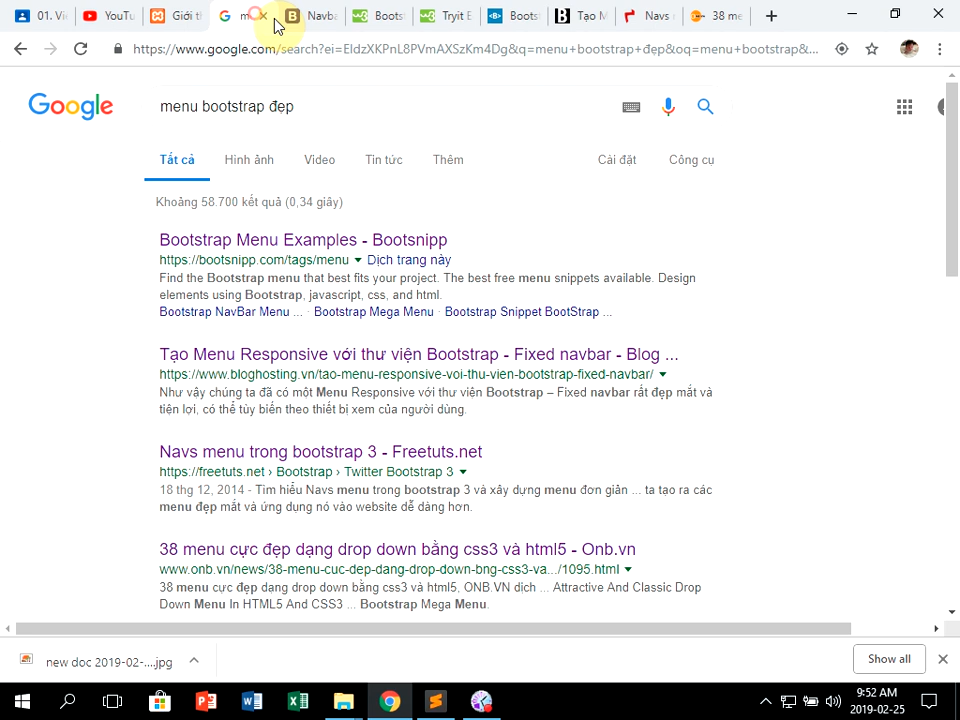 01. Vi
YouTu
Giới th
m
Navba
Boots
Tryit E
Boots
Tạo M
Navs
38 me
https://www.google.com/search?ei=EIdzXKPnL8PVmAXSzKm4Dg&q=menu+bootstrap+đẹp&oq=menu+bootstrap&...
Google
menu bootstrap đẹp
Tất cả
Hình ảnh
Video
Tin tức
Thêm
Cài đặt
Công cụ
Khoảng 58.700 kết quả (0,34 giây)
Bootstrap Menu Examples - Bootsnipp
https://bootsnipp.com/tags/menu ▼ Dịch trang này
Find the Bootstrap menu that best fits your project. The best free menu snippets available. Design
elements using Bootstrap, javascript, css, and html.
Bootstrap NavBar Menu ... · Bootstrap Mega Menu · Bootstrap Snippet BootStrap ...
Tạo Menu Responsive với thư viện Bootstrap - Fixed navbar - Blog ...
https://www.bloghosting.vn/tao-menu-responsive-voi-thu-vien-bootstrap-fixed-navbar/ ▼
Như vậy chúng ta đã có một Menu Responsive với thư viện Bootstrap – Fixed navbar rất đẹp mắt và
tiện lợi, có thể tùy biến theo thiết bị xem của người dùng.
Navs menu trong bootstrap 3 - Freetuts.net
https://freetuts.net › Bootstrap › Twitter Bootstrap 3 ▼
18 thg 12, 2014 - Tìm hiểu Navs menu trong bootstrap 3 và xây dựng menu đơn giản ... ta tạo ra các
menu đẹp mắt và ứng dụng nó vào website dễ dàng hơn.
38 menu cực đẹp dạng drop down bằng css3 và html5 - Onb.vn
www.onb.vn/news/38-menu-cuc-dep-dang-drop-down-bng-css3-va.../1095.html ▼
38 menu cực đẹp dạng drop down bằng css3 và html5, ONB.VN dịch ... Attractive And Classic Drop
Down Menu In HTML5 And CSS3 ... Bootstrap Mega Menu.
new doc 2019-02-....jpg
Show all
9:52 AM
2019-02-25